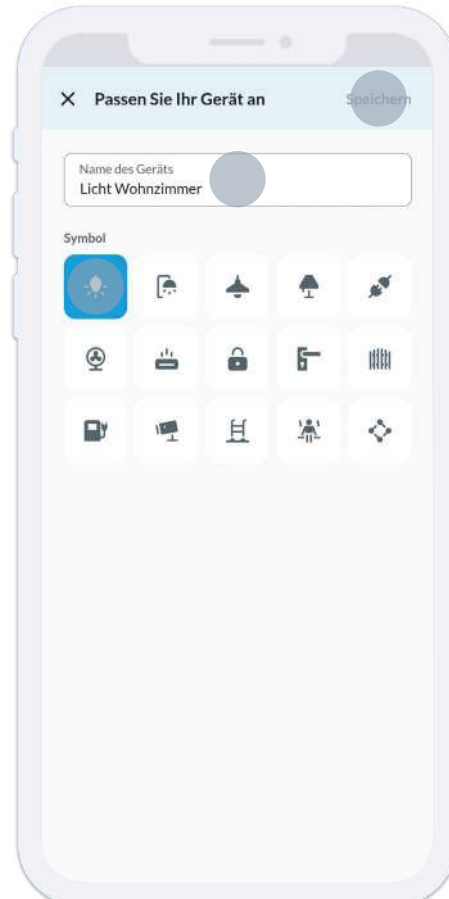 Passen Sie Ihr Gerät an
Speichern
Name des Geräts
Licht Wohnzimmer
Symbol